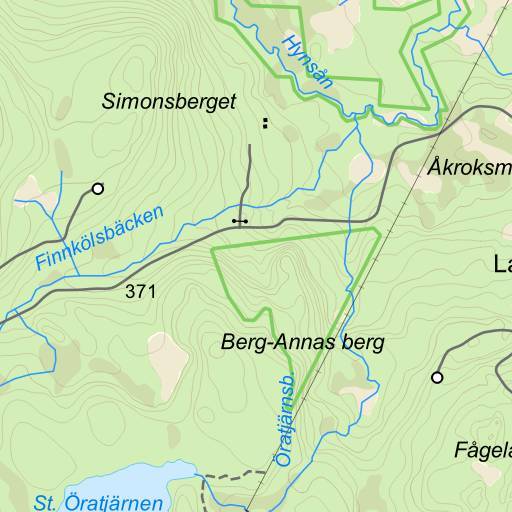 Hynsån
Simonsberget
Åkroksm
Finnkölsbäcken
La
371
Berg-Annas berg
Öratjärnsb.
Fågela
St. Öratjärnen